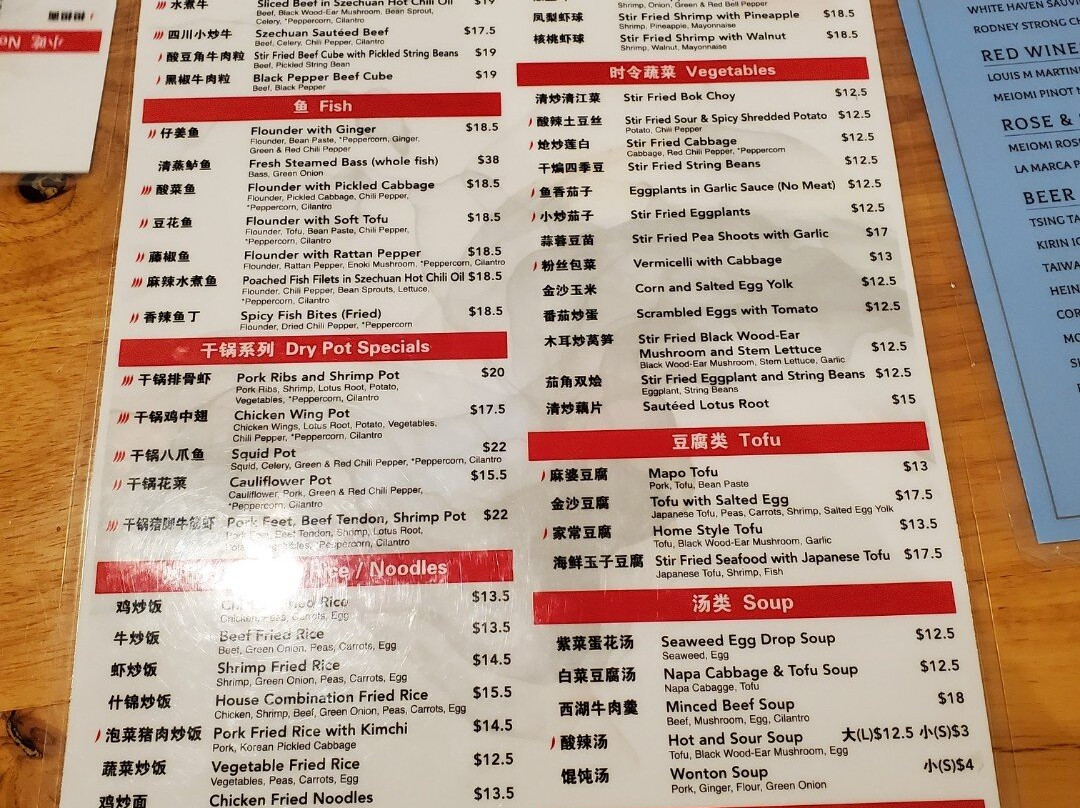 水煮牛 Sliced Beef in Szechuan Hot Chili Oil $19
Beef, Black Wood-Ear Mushroom, Bean Sprout,
Celery, *Peppercorn, Cilantro
四川小炒牛 Szechuan Sautéed Beef $17.5
Beef, Celery, Chili Pepper, Cilantro
酸豆角牛肉粒 Stir Fried Beef Cube with Pickled String Beans $19
Beef, Pickled String Bean
黑椒牛肉粒 Black Pepper Beef Cube $19
Beef, Black Pepper
鱼 Fish
仔姜鱼 Flounder with Ginger $18.5
Flounder, Bean Paste, *Peppercorn, Ginger,
Green & Red Chili Pepper
清蒸鲈鱼 Fresh Steamed Bass (whole fish) $38
Bass, Green Onion
酸菜鱼 Flounder with Pickled Cabbage $18.5
Flounder, Pickled Cabbage, Chili Pepper,
*Peppercorn, Cilantro
豆花鱼 Flounder with Soft Tofu $18.5
Flounder, Tofu, Bean Paste, Chili Pepper,
*Peppercorn, Cilantro
藤椒鱼 Flounder with Rattan Pepper $18.5
Flounder, Rattan Pepper, Enoki Mushroom, *Peppercorn, Cilantro
麻辣水煮鱼 Poached Fish Filets in Szechuan Hot Chili Oil $18.5
Flounder, Chili Pepper, Bean Sprouts, Lettuce,
*Peppercorn, Cilantro
香辣鱼丁 Spicy Fish Bites (Fried) $18.5
Flounder, Dried Chili Pepper, *Peppercorn
干锅系列 Dry Pot Specials
干锅排骨虾 Pork Ribs and Shrimp Pot $20
Pork Ribs, Shrimp, Lotus Root, Potato,
Vegetables, *Peppercorn, Cilantro
干锅鸡中翅 Chicken Wing Pot $17.5
Chicken Wings, Lotus Root, Potato, Vegetables,
Chili Pepper, *Peppercorn, Cilantro
干锅八爪鱼 Squid Pot $22
Squid, Celery, Green & Red Chili Pepper, *Peppercorn, Cilantro
干锅花菜 Cauliflower Pot $15.5
Cauliflower, Pork, Green & Red Chili Pepper,
*Peppercorn, Cilantro
干锅猪脚牛筋虾 Pork Feet, Beef Tendon, Shrimp Pot $22
Pork Feet, Beef Tendon, Shrimp, Lotus Root,
Potato, Vegetables, *Peppercorn, Cilantro
Rice / Noodles
鸡炒饭 Chicken Fried Rice $13.5
Chicken, Peas, Carrots, Egg
牛炒饭 Beef Fried Rice $13.5
Beef, Green Onion, Peas, Carrots, Egg
虾炒饭 Shrimp Fried Rice $14.5
Shrimp, Green Onion, Peas, Carrots, Egg
什锦炒饭 House Combination Fried Rice $15.5
Chicken, Shrimp, Beef, Green Onion, Peas, Carrots, Egg
泡菜猪肉炒饭 Pork Fried Rice with Kimchi $14.5
Pork, Korean Pickled Cabbage
蔬菜炒饭 Vegetable Fried Rice $12.5
Vegetables, Peas, Carrots, Egg
鸡炒面 Chicken Fried Noodles $13.5
Shrimp, Onion, Green & Red Bell Pepper
凤梨虾球 Stir Fried Shrimp with Pineapple $18.5
Shrimp, Pineapple, Mayonnaise
核桃虾球 Stir Fried Shrimp with Walnut $18.5
Shrimp, Walnut, Mayonnaise
时令蔬菜 Vegetables
清炒清江菜 Stir Fried Bok Choy $12.5
酸辣土豆丝 Stir Fried Sour & Spicy Shredded Potato $12.5
Potato, Chili Pepper
炝炒莲白 Stir Fried Cabbage $12.5
Cabbage, Red Chili Pepper, *Peppercorn
干煸四季豆 Stir Fried String Beans $12.5
鱼香茄子 Eggplants in Garlic Sauce (No Meat) $12.5
小炒茄子 Stir Fried Eggplants $12.5
蒜蓉豆苗 Stir Fried Pea Shoots with Garlic $17
粉丝包菜 Vermicelli with Cabbage $13
金沙玉米 Corn and Salted Egg Yolk $12.5
番茄炒蛋 Scrambled Eggs with Tomato $12.5
木耳炒莴笋 Stir Fried Black Wood-Ear
Mushroom and Stem Lettuce $12.5
Black Wood-Ear Mushroom, Stem Lettuce, Garlic
茄角双烩 Stir Fried Eggplant and String Beans $12.5
Eggplant, String Beans
清炒藕片 Sautéed Lotus Root $15
豆腐类 Tofu
麻婆豆腐 Mapo Tofu $13
Pork, Tofu, Bean Paste
金沙豆腐 Tofu with Salted Egg $17.5
Japanese Tofu, Peas, Carrots, Shrimp, Salted Egg Yolk
家常豆腐 Home Style Tofu $13.5
Tofu, Black Wood-Ear Mushroom, Garlic
海鲜玉子豆腐 Stir Fried Seafood with Japanese Tofu $17.5
Japanese Tofu, Shrimp, Fish
汤类 Soup
紫菜蛋花汤 Seaweed Egg Drop Soup $12.5
Seaweed, Egg
白菜豆腐汤 Napa Cabbage & Tofu Soup $12.5
Napa Cabagge, Tofu
西湖牛肉羹 Minced Beef Soup $18
Beef, Mushroom, Egg, Cilantro
酸辣汤 Hot and Sour Soup 大(L)$12.5 小(S)$3
Tofu, Black Wood-Ear Mushroom, Egg
馄饨汤 Wonton Soup 小(S)$4
Pork, Ginger, Flour, Green Onion
小吃
WHITE HAVEN
RODNEY STRONG
RED WINE
LOUIS M MARTINI
MEIOMI PINOT
ROSE &
MEIOMI ROSE
LA MARCA
BEER
TSING
KIRIN